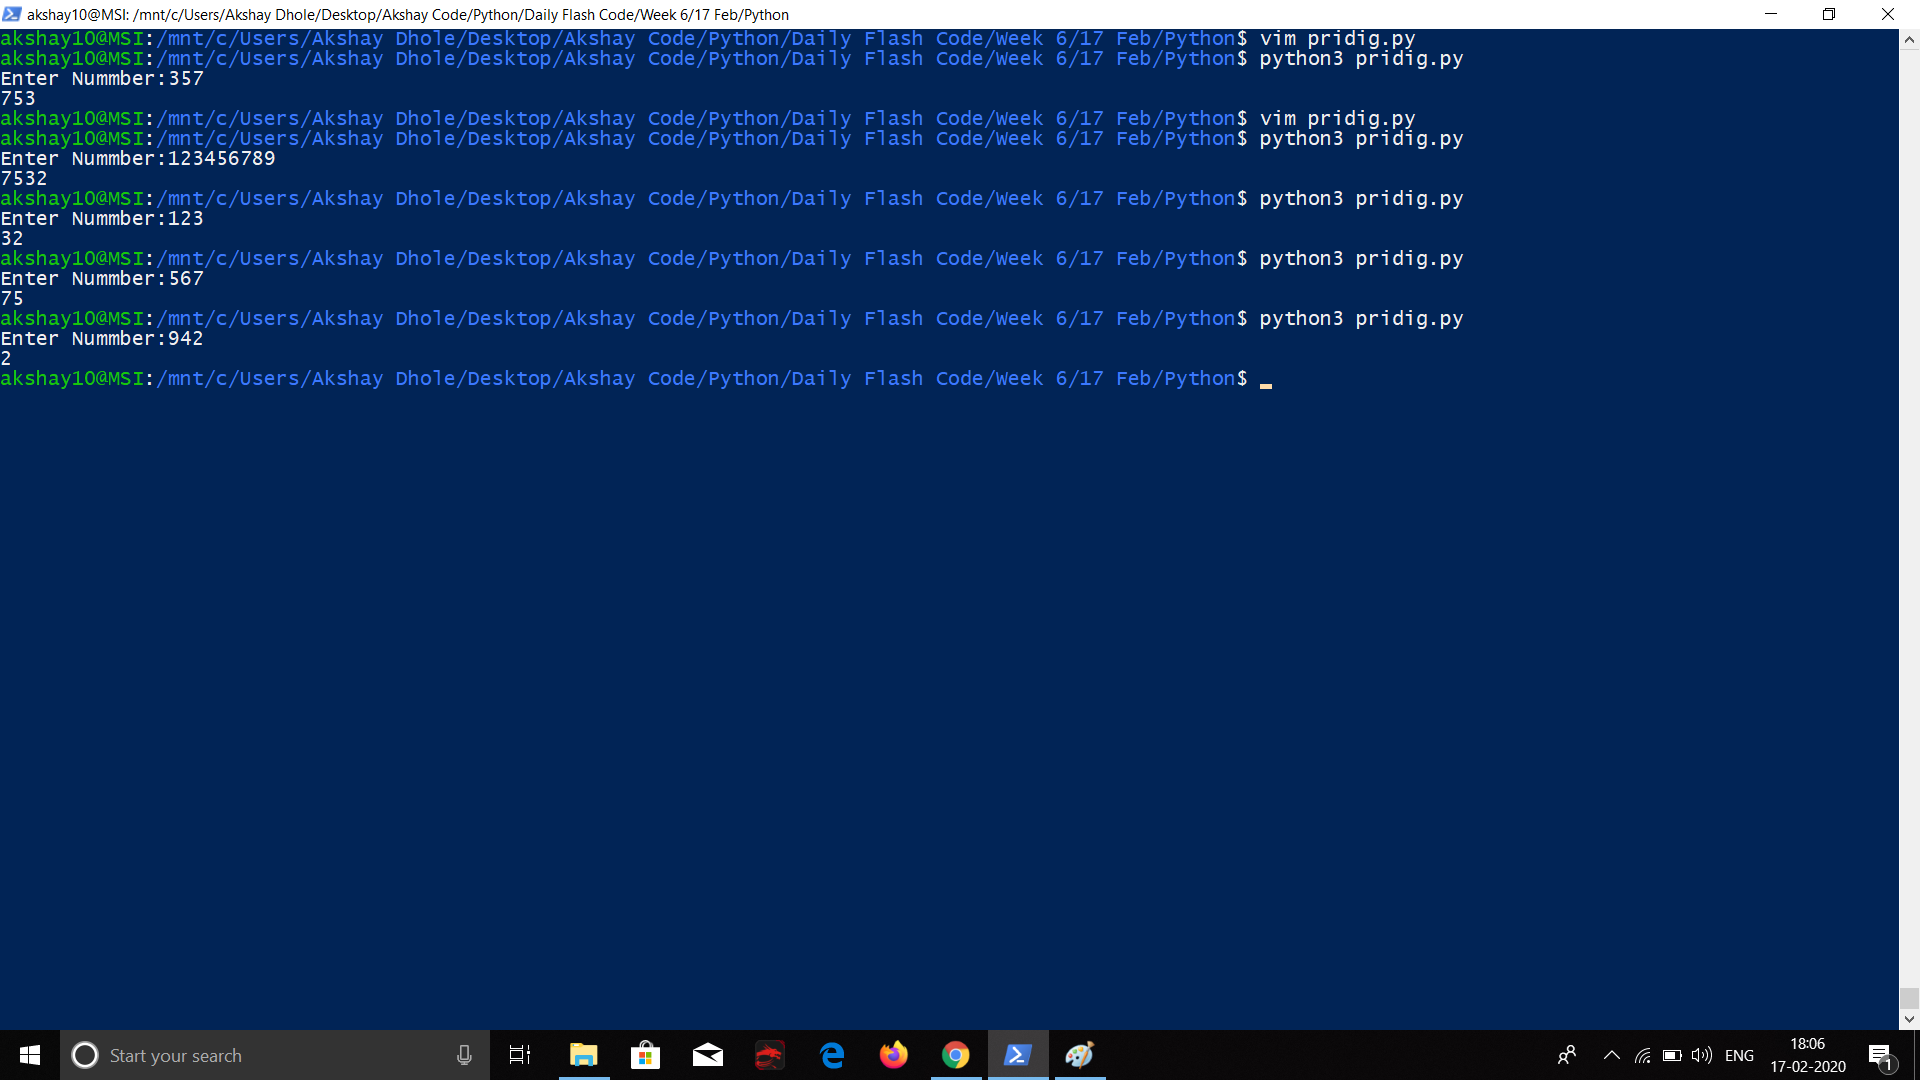 akshay10@MSI: /mnt/c/Users/Akshay Dhole/Desktop/Akshay Code/Python/Daily Flash Code/Week 6/17 Feb/Python
akshay10@MSI:/mnt/c/Users/Akshay Dhole/Desktop/Akshay Code/Python/Daily Flash Code/Week 6/17 Feb/Python$ vim pridig.py
akshay10@MSI:/mnt/c/Users/Akshay Dhole/Desktop/Akshay Code/Python/Daily Flash Code/Week 6/17 Feb/Python$ python3 pridig.py
Enter Nummber:357
753
akshay10@MSI:/mnt/c/Users/Akshay Dhole/Desktop/Akshay Code/Python/Daily Flash Code/Week 6/17 Feb/Python$ vim pridig.py
akshay10@MSI:/mnt/c/Users/Akshay Dhole/Desktop/Akshay Code/Python/Daily Flash Code/Week 6/17 Feb/Python$ python3 pridig.py
Enter Nummber:123456789
7532
akshay10@MSI:/mnt/c/Users/Akshay Dhole/Desktop/Akshay Code/Python/Daily Flash Code/Week 6/17 Feb/Python$ python3 pridig.py
Enter Nummber:123
32
akshay10@MSI:/mnt/c/Users/Akshay Dhole/Desktop/Akshay Code/Python/Daily Flash Code/Week 6/17 Feb/Python$ python3 pridig.py
Enter Nummber:567
75
akshay10@MSI:/mnt/c/Users/Akshay Dhole/Desktop/Akshay Code/Python/Daily Flash Code/Week 6/17 Feb/Python$ python3 pridig.py
Enter Nummber:942
2
akshay10@MSI:/mnt/c/Users/Akshay Dhole/Desktop/Akshay Code/Python/Daily Flash Code/Week 6/17 Feb/Python$
Start your search
ENG
18:06
17-02-2020
1